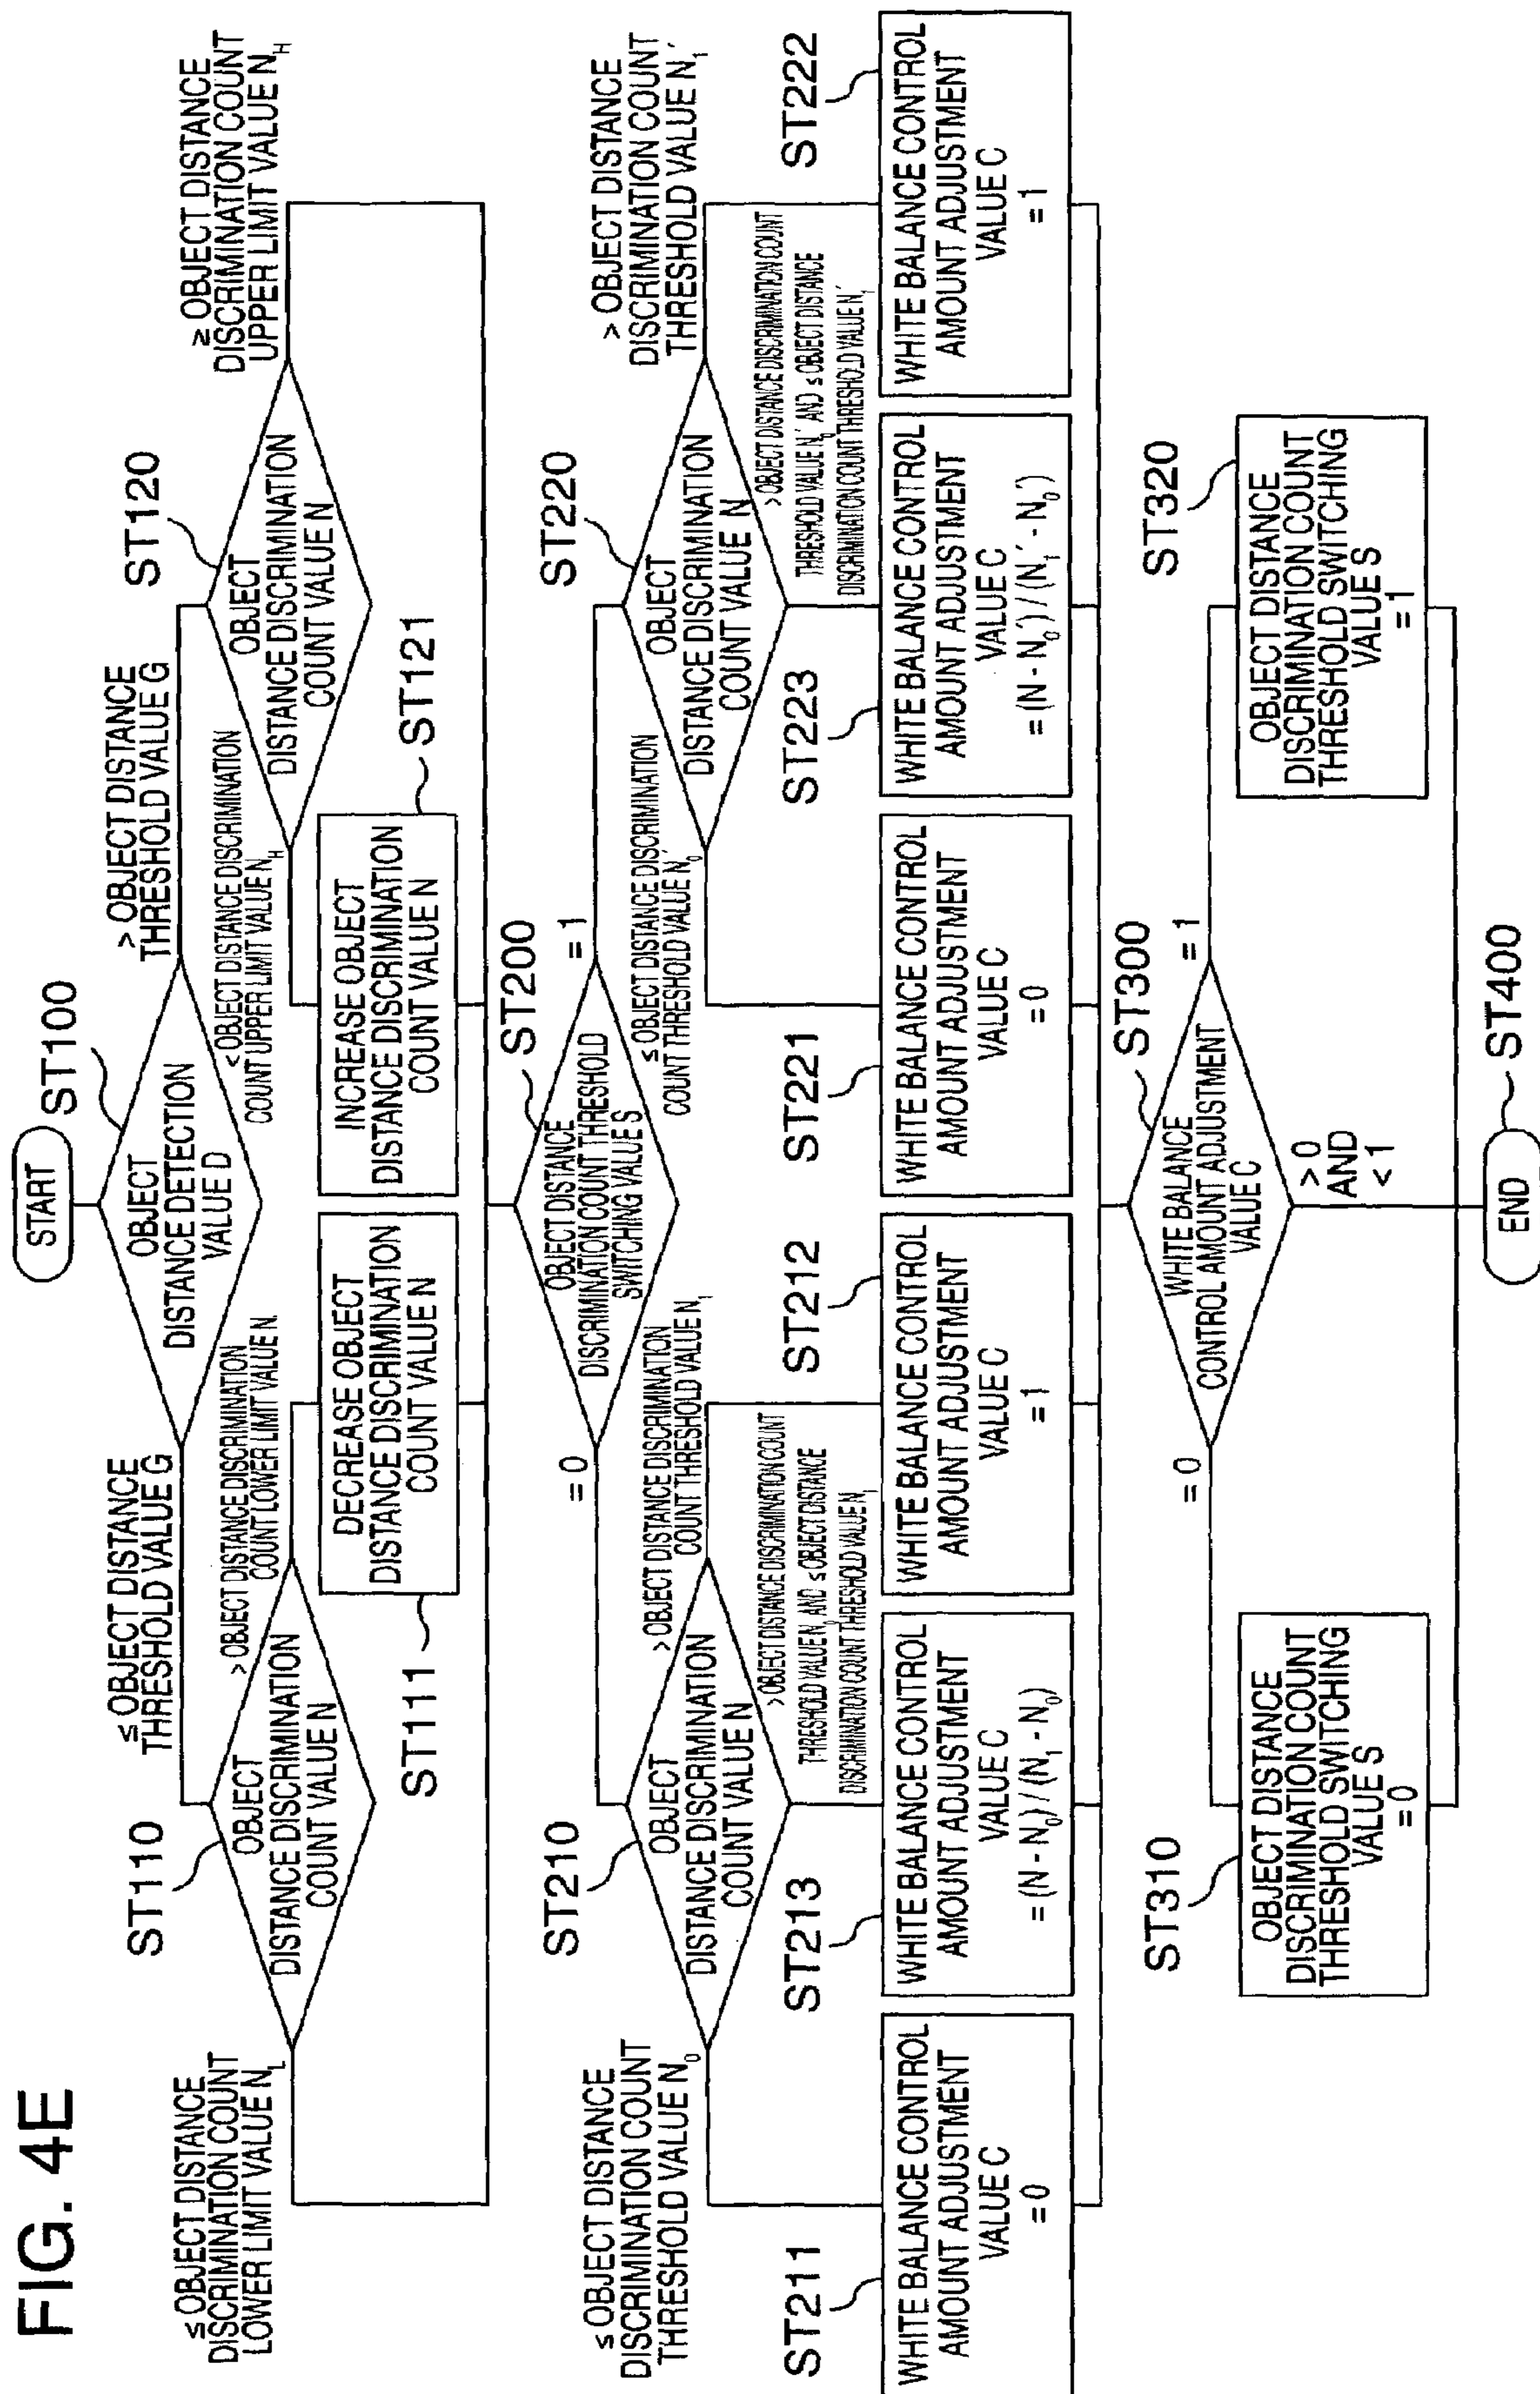 FIG. 4E
START
ST100
OBJECT
DISTANCE DETECTION
VALUE D
≤ OBJECT DISTANCE
THRESHOLD VALUE G
> OBJECT DISTANCE
THRESHOLD VALUE G
ST110
OBJECT
DISTANCE DISCRIMINATION
COUNT VALUE N
≤ OBJECT DISTANCE
DISCRIMINATION COUNT
LOWER LIMIT VALUE N_L
> OBJECT DISTANCE DISCRIMINATION
COUNT LOWER LIMIT VALUE N
ST111
DECREASE OBJECT
DISTANCE DISCRIMINATION
COUNT VALUE N
ST120
OBJECT
DISTANCE DISCRIMINATION
COUNT VALUE N
< OBJECT DISTANCE DISCRIMINATION
COUNT UPPER LIMIT VALUE N_H
≥ OBJECT DISTANCE
DISCRIMINATION COUNT
UPPER LIMIT VALUE N_H
ST121
INCREASE OBJECT
DISTANCE DISCRIMINATION
COUNT VALUE N
ST200
OBJECT DISTANCE
DISCRIMINATION COUNT THRESHOLD
SWITCHING VALUE S
= 0
= 1
ST210
OBJECT
DISTANCE DISCRIMINATION
COUNT VALUE N
≤ OBJECT DISTANCE
DISCRIMINATION COUNT
THRESHOLD VALUE N₀
> OBJECT DISTANCE DISCRIMINATION
COUNT THRESHOLD VALUE N₁
> OBJECT DISTANCE DISCRIMINATION COUNT
THRESHOLD VALUE N₀ AND ≤ OBJECT DISTANCE
DISCRIMINATION COUNT THRESHOLD VALUE N₁
ST220
OBJECT
DISTANCE DISCRIMINATION
COUNT VALUE N
≤ OBJECT DISTANCE DISCRIMINATION
COUNT THRESHOLD VALUE N₀´
> OBJECT DISTANCE
DISCRIMINATION COUNT
THRESHOLD VALUE N₁´
> OBJECT DISTANCE DISCRIMINATION COUNT
THRESHOLD VALUE N₀´ AND ≤ OBJECT DISTANCE
DISCRIMINATION COUNT THRESHOLD VALUE N₁´
ST211
WHITE BALANCE CONTROL
AMOUNT ADJUSTMENT
VALUE C
= 0
ST213
WHITE BALANCE CONTROL
AMOUNT ADJUSTMENT
VALUE C
= (N - N₀) / (N₁ - N₀)
ST212
WHITE BALANCE CONTROL
AMOUNT ADJUSTMENT
VALUE C
= 1
ST221
WHITE BALANCE CONTROL
AMOUNT ADJUSTMENT
VALUE C
= 0
ST223
WHITE BALANCE CONTROL
AMOUNT ADJUSTMENT
VALUE C
= (N - N₀´) / (N₁´ - N₀´)
ST222
WHITE BALANCE CONTROL
AMOUNT ADJUSTMENT
VALUE C
= 1
ST300
WHITE BALANCE
CONTROL AMOUNT ADJUSTMENT
VALUE C
= 0
= 1
> 0
AND
< 1
ST310
OBJECT DISTANCE
DISCRIMINATION COUNT
THRESHOLD SWITCHING
VALUE S
= 0
ST320
OBJECT DISTANCE
DISCRIMINATION COUNT
THRESHOLD SWITCHING
VALUE S
= 1
END
ST400